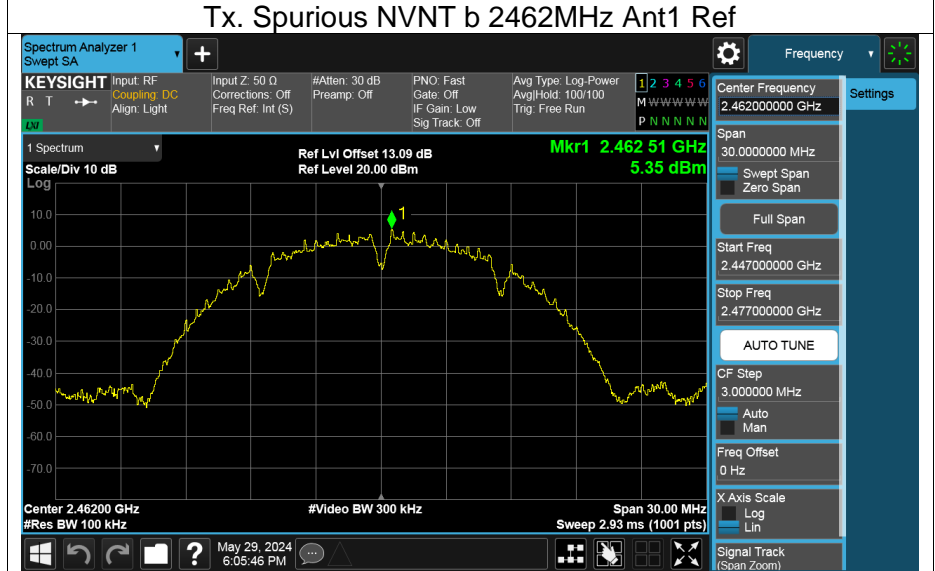 Tx. Spurious NVNT b 2462MHz Ant1 Ref
Spectrum Analyzer 1
Swept SA
+
Frequency
KEYSIGHT
R T
LXI
Input: RF
Coupling: DC
Align: Light
Input Z: 50 Ω
Corrections: Off
Freq Ref: Int (S)
#Atten: 30 dB
Preamp: Off
PNO: Fast
Gate: Off
IF Gain: Low
Sig Track: Off
Avg Type: Log-Power
Avg|Hold: 100/100
Trig: Free Run
1 2 3 4 5 6
M W W W W W
P N N N N N
1 Spectrum
Scale/Div 10 dB
Log
Ref Lvl Offset 13.09 dB
Ref Level 20.00 dBm
Mkr1 2.462 51 GHz
5.35 dBm
1
10.0
0.00
-10.0
-20.0
-30.0
-40.0
-50.0
-60.0
-70.0
Center 2.46200 GHz
#Res BW 100 kHz
#Video BW 300 kHz
Span 30.00 MHz
Sweep 2.93 ms (1001 pts)
?
May 29, 2024
6:05:46 PM
Center Frequency
2.462000000 GHz
Span
30.0000000 MHz
Swept Span
Zero Span
Full Span
Start Freq
2.447000000 GHz
Stop Freq
2.477000000 GHz
AUTO TUNE
CF Step
3.000000 MHz
Auto
Man
Freq Offset
0 Hz
X Axis Scale
Log
Lin
Signal Track
(Span Zoom)
Settings